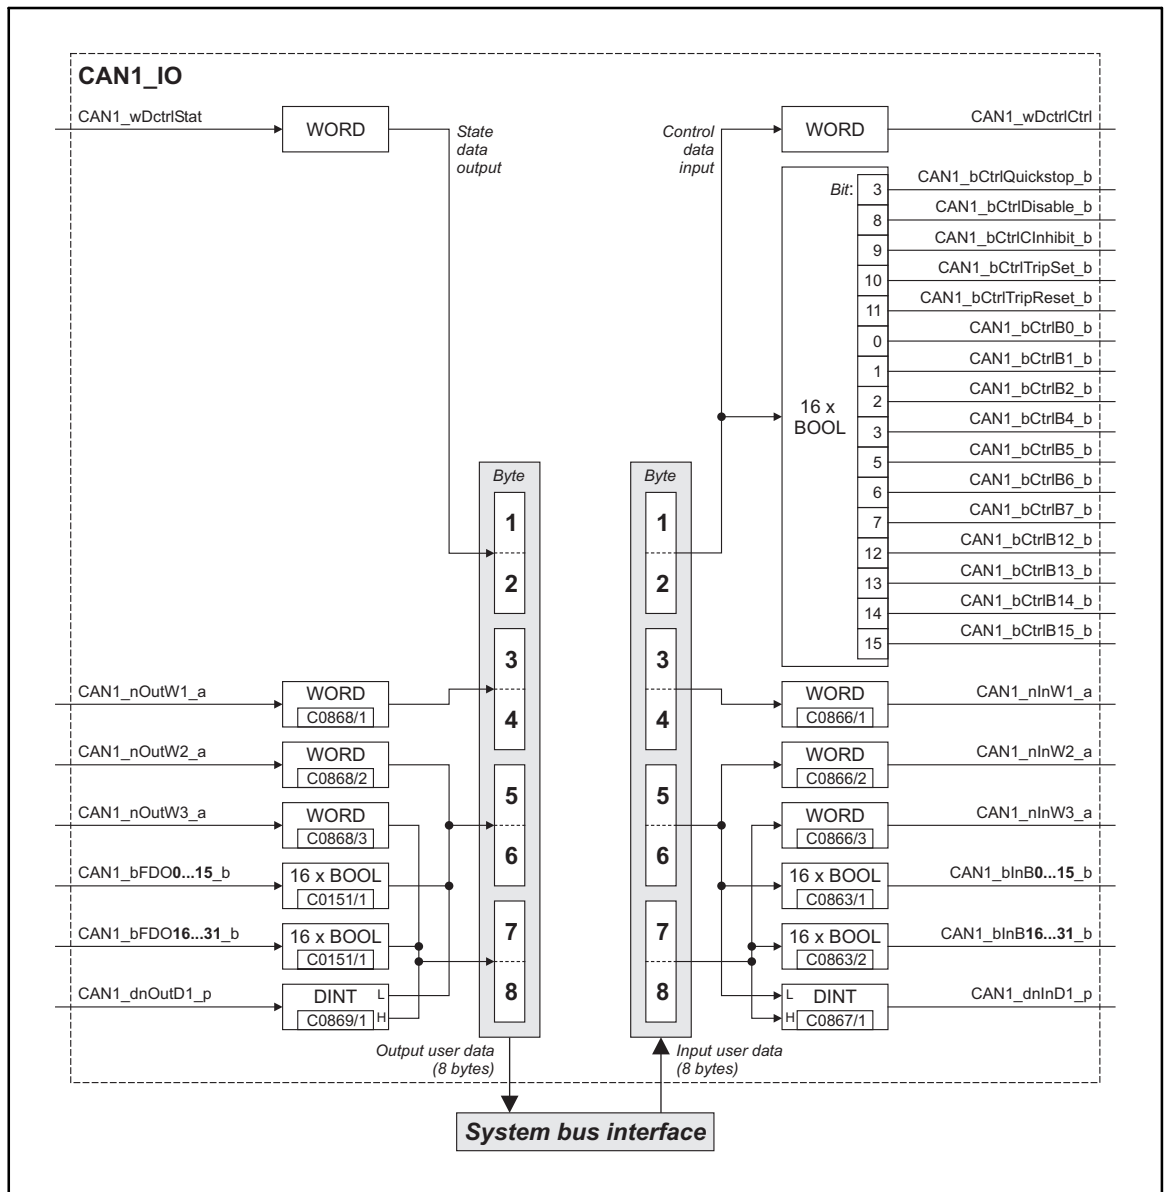 CAN1_IO
CAN1_wDctrlStat
WORD
State
data
output
Control
data
input
WORD
CAN1_wDctrlCtrl
Bit:
16 x
BOOL
3
CAN1_bCtrlQuickstop_b
8
CAN1_bCtrlDisable_b
9
CAN1_bCtrlCInhibit_b
10
CAN1_bCtrlTripSet_b
11
CAN1_bCtrlTripReset_b
0
CAN1_bCtrlB0_b
1
CAN1_bCtrlB1_b
2
CAN1_bCtrlB2_b
3
CAN1_bCtrlB4_b
5
CAN1_bCtrlB5_b
6
CAN1_bCtrlB6_b
7
CAN1_bCtrlB7_b
12
CAN1_bCtrlB12_b
13
CAN1_bCtrlB13_b
14
CAN1_bCtrlB14_b
15
CAN1_bCtrlB15_b
Byte
1
2
3
4
5
6
7
8
Byte
1
2
3
4
5
6
7
8
CAN1_nOutW1_a
WORD
C0868/1
CAN1_nOutW2_a
WORD
C0868/2
CAN1_nOutW3_a
WORD
C0868/3
CAN1_bFDO0...15_b
16 x BOOL
C0151/1
CAN1_bFDO16...31_b
16 x BOOL
C0151/1
CAN1_dnOutD1_p
DINT
L
H
C0869/1
WORD
C0866/1
CAN1_nInW1_a
WORD
C0866/2
CAN1_nInW2_a
WORD
C0866/3
CAN1_nInW3_a
16 x BOOL
C0863/1
CAN1_bInB0...15_b
16 x BOOL
C0863/2
CAN1_bInB16...31_b
L
H
DINT
C0867/1
CAN1_dnInD1_p
Output user data
(8 bytes)
Input user data
(8 bytes)
System bus interface